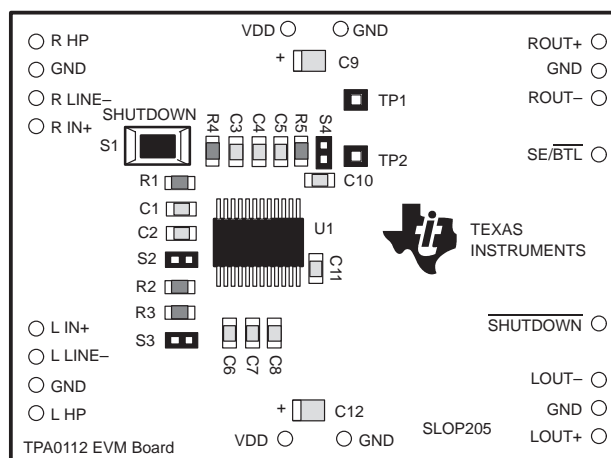 VDD
GND
R HP
GND
R LINE–
R IN+
+
C9
ROUT+
GND
ROUT–
SE/BTL
SHUTDOWN
S1
R4
C3
C4
C5
R5
S4
TP1
TP2
C10
R1
C1
C2
S2
R2
R3
S3
U1
C11
TEXAS
INSTRUMENTS
C6
C7
C8
L IN+
L LINE–
GND
L HP
SHUTDOWN
LOUT–
GND
LOUT+
+
C12
SLOP205
TPA0112 EVM Board
VDD
GND